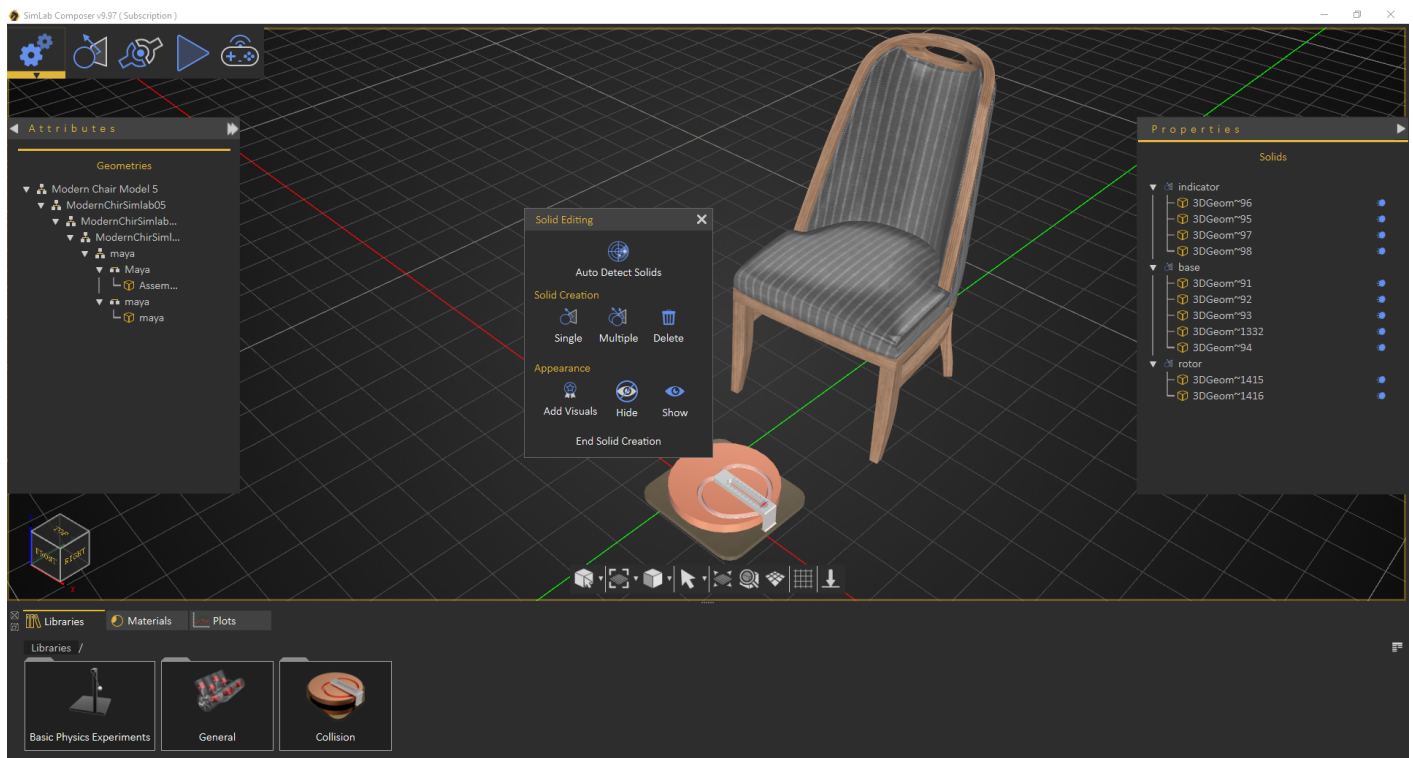 SimLab Composer v9.97 ( Subscription )
Attributes
Geometries
Modern Chair Model 5
ModernChirSimlab05
ModernChirSimlab...
ModernChirSiml...
maya
Maya
Assem...
maya
maya
Solid Editing
Auto Detect Solids
Solid Creation
Single Multiple Delete
Appearance
Add Visuals Hide Show
End Solid Creation
Properties
Solids
indicator
3DGeom~96
3DGeom~95
3DGeom~97
3DGeom~98
base
3DGeom~91
3DGeom~92
3DGeom~93
3DGeom~1332
3DGeom~94
rotor
3DGeom~1415
3DGeom~1416
TOP
FRONT RIGHT
x
Libraries Materials Plots
Libraries /
Basic Physics Experiments General Collision